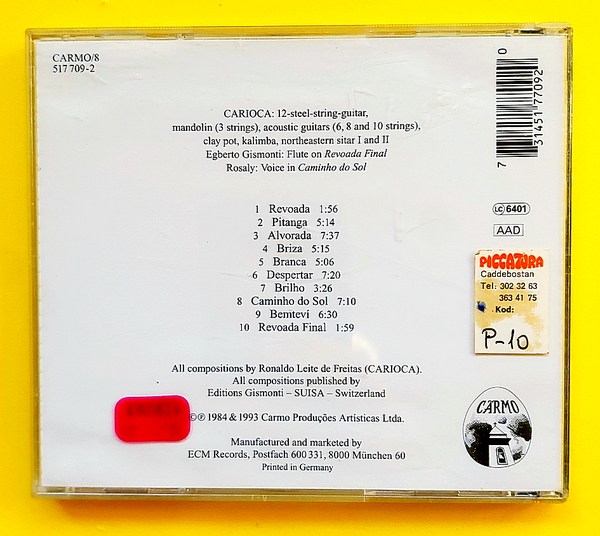 CARMO/8
517 709-2
CARIOCA: 12-steel-string-guitar,
mandolin (3 strings), acoustic guitars (6, 8 and 10 strings),
clay pot, kalimba, northeastern sitar I and II
Egberto Gismonti: Flute on Revoada Final
Rosaly: Voice in Caminho do Sol
1 Revoada 1:56
2 Pitanga 5:14
3 Alvorada 7:37
4 Briza 5:15
5 Branca 5:06
6 Despertar 7:20
7 Brilho 3:26
8 Caminho do Sol 7:10
9 Bemteví 6:30
10 Revoada Final 1:59
All compositions by Ronaldo Leite de Freitas (CARIOCA).
All compositions published by
Editions Gismonti – SUISA – Switzerland
©℗ 1984 & 1993 Carmo Produções Artisticas Ltda.
Manufactured and marketed by
ECM Records, Postfach 600 331, 8000 München 60
Printed in Germany
7 31451 77092 0
LC 6401
AAD
PICCATURA
Caddebostan
Tel: 302 32 63
363 41 75
Kod:
P-10
CARMO